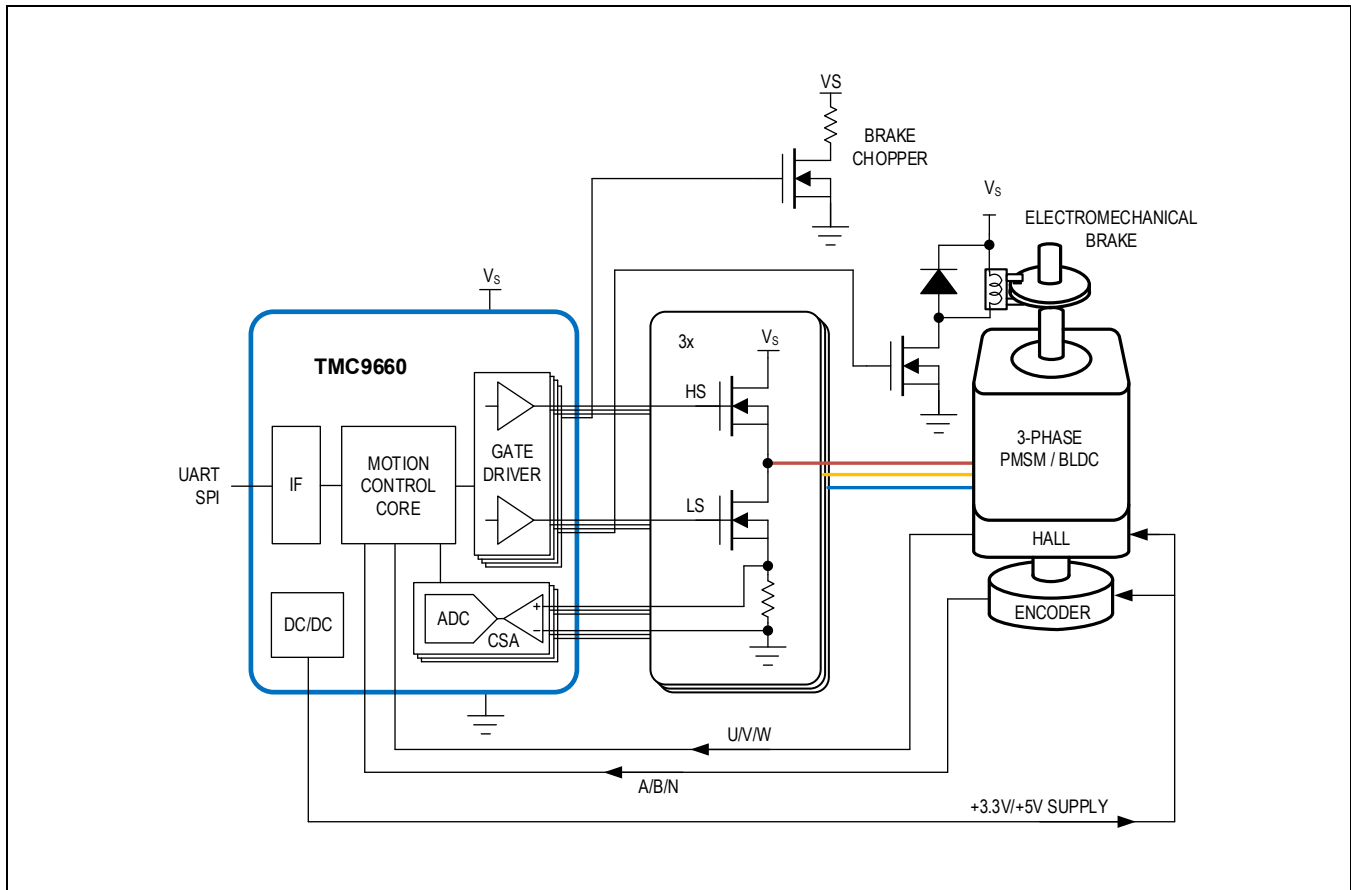 VS
BRAKE
CHOPPER
VS
ELECTROMECHANICAL
BRAKE
VS
TMC9660
3x
VS
HS
GATE
DRIVER
MOTION
CONTROL
CORE
IF
UART
SPI
LS
3-PHASE
PMSM / BLDC
HALL
ENCODER
DC/DC
ADC
CSA
+
–
U/V/W
A/B/N
+3.3V/+5V SUPPLY